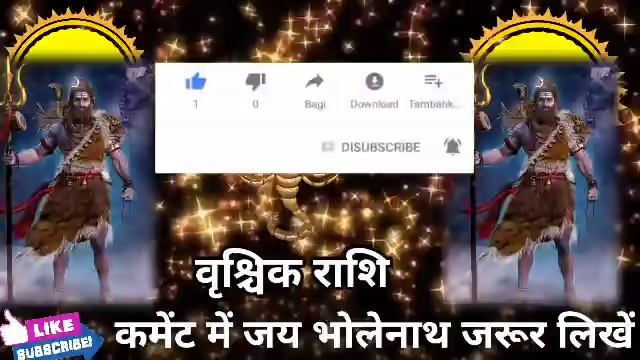 1 0 Bagi Download Tambahk...
DISUBSCRIBE
वृश्चिक राशि
LIKE
SUBSCRIBE!
कमेंट में जय भोलेनाथ जरूर लिखें